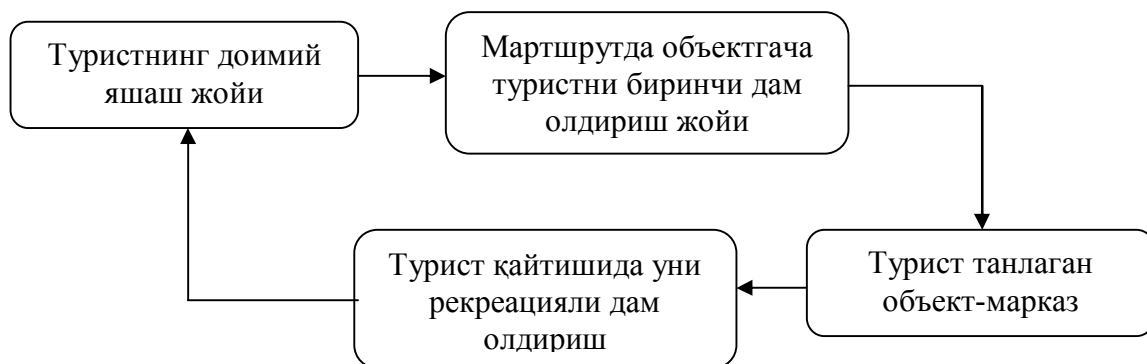 Туристнинг доимий
яшаш жойи
Мартшрутда объектгача
туристни биринчи дам
олдириш жойи
Турист танлаган
объект-марказ
Турист қайтишида уни
рекреацияли дам
олдириш